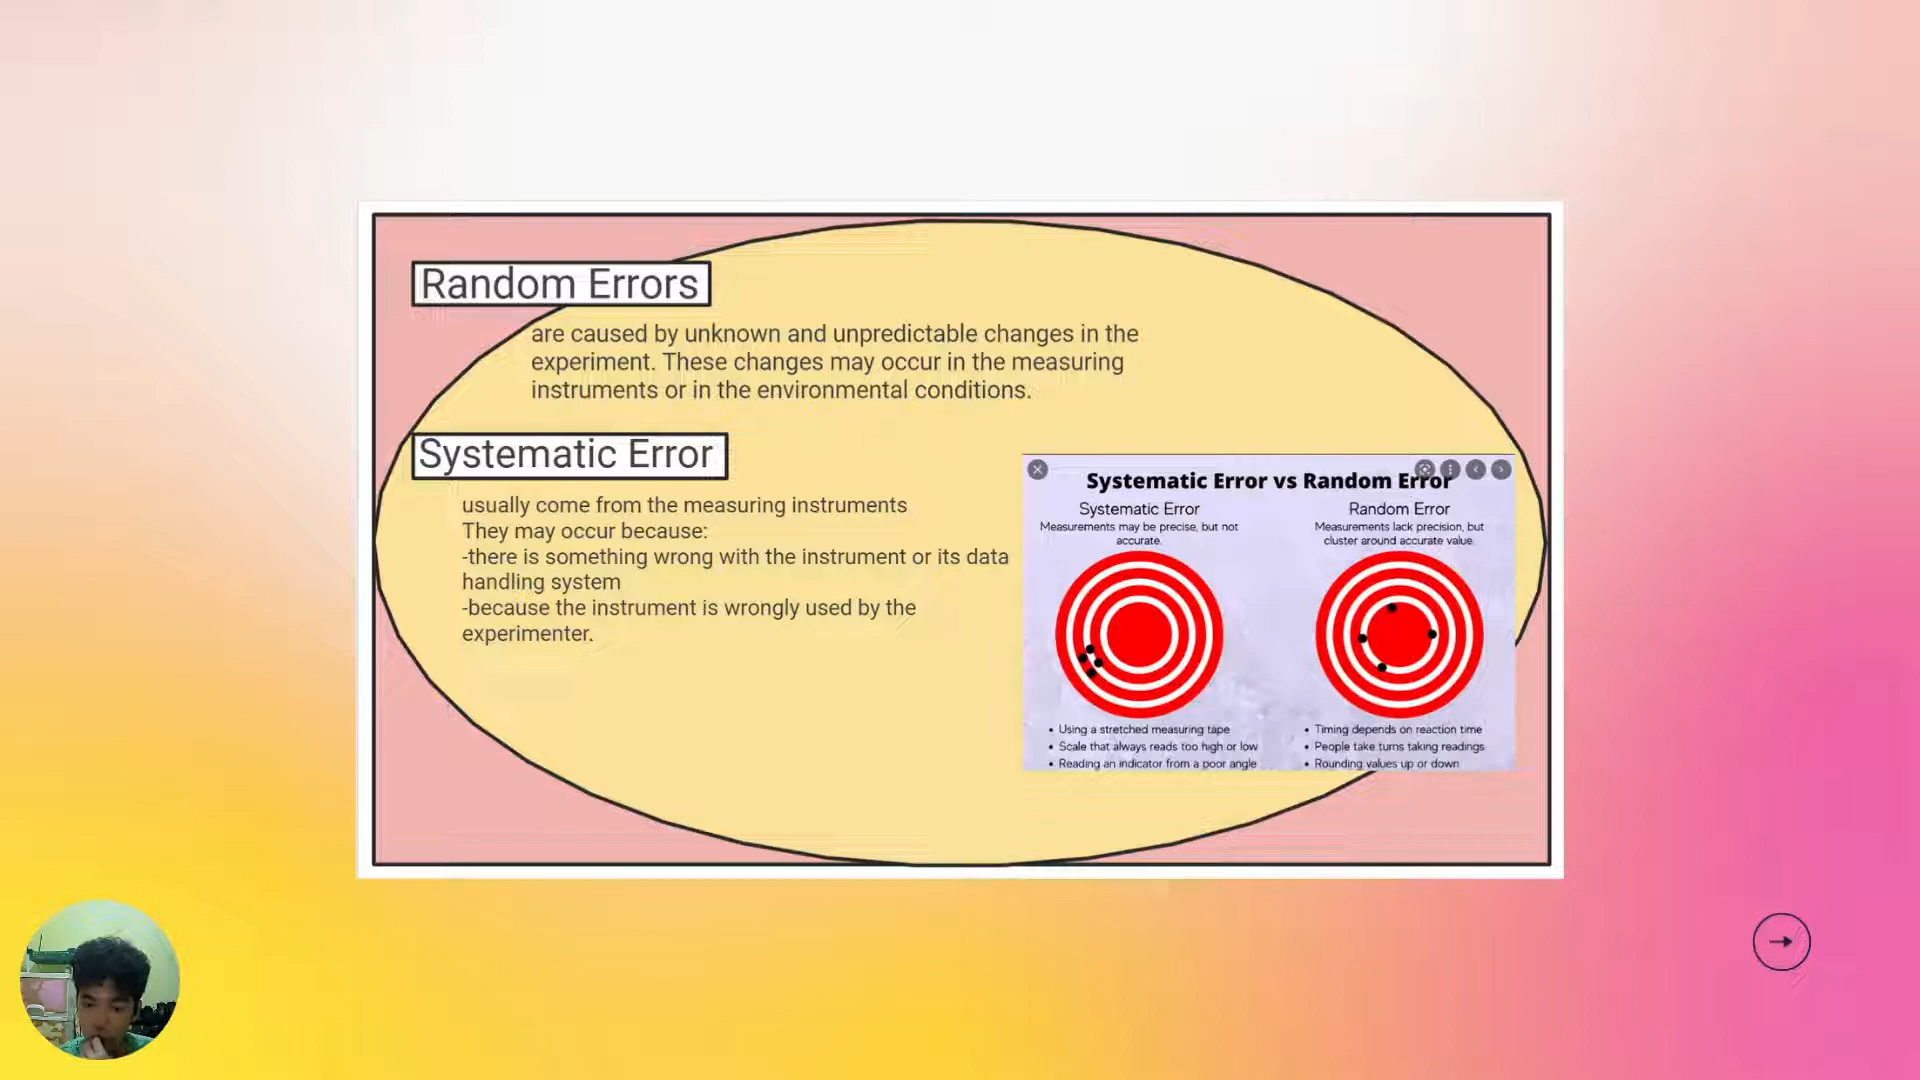 Random Errors
are caused by unknown and unpredictable changes in the
experiment. These changes may occur in the measuring
instruments or in the environmental conditions.
Systematic Error
usually come from the measuring instruments
They may occur because:
-there is something wrong with the instrument or its data
handling system
-because the instrument is wrongly used by the
experimenter.
Systematic Error vs Random Error
Systematic Error
Measurements may be precise, but not
accurate.
• Using a stretched measuring tape
• Scale that always reads too high or low
• Reading an indicator from a poor angle
Random Error
Measurements lack precision, but
cluster around accurate value.
• Timing depends on reaction time
• People take turns taking readings
• Rounding values up or down